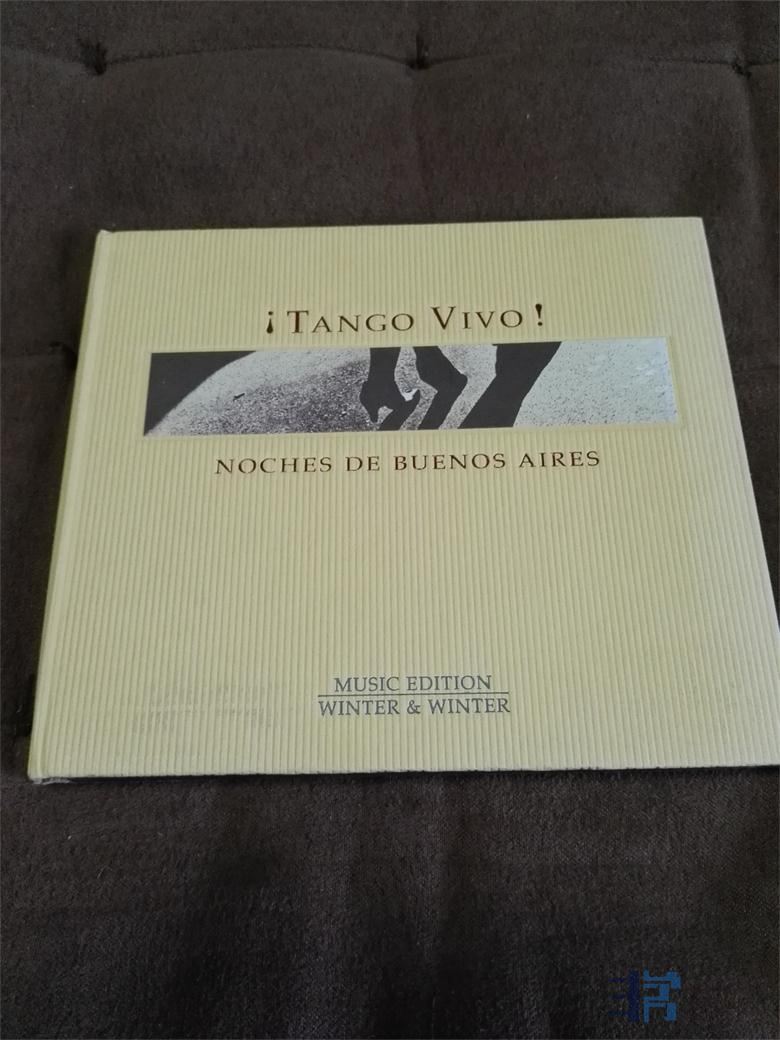 ¡TANGO VIVO!
NOCHES DE BUENOS AIRES
MUSIC EDITION
WINTER & WINTER